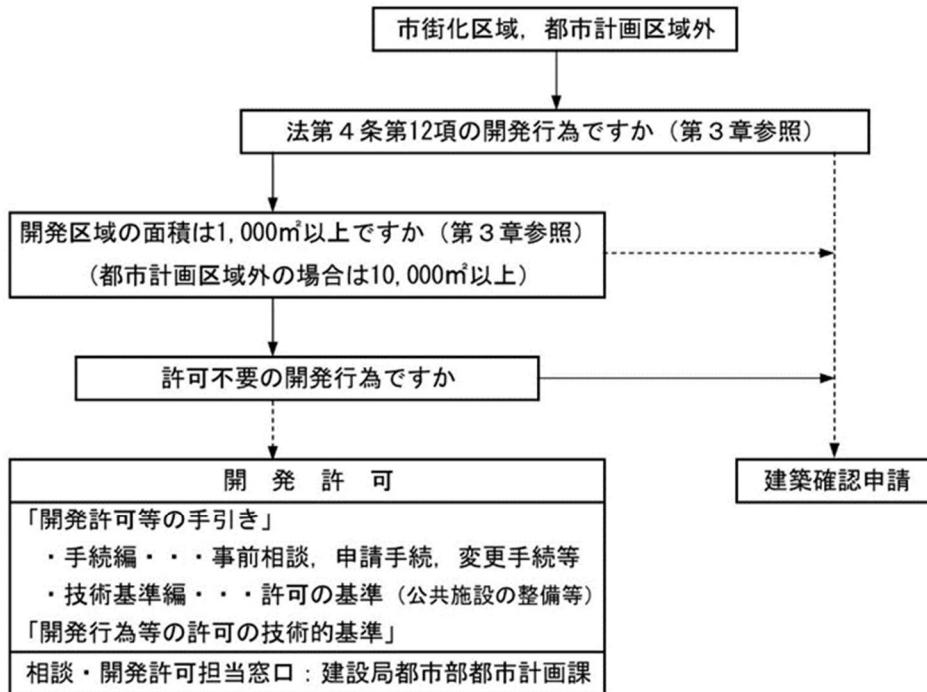 市街化区域，都市計画区域外
法第４条第12項の開発行為ですか（第３章参照）
開発区域の面積は1,000㎡以上ですか（第３章参照）
（都市計画区域外の場合は10,000㎡以上）
許可不要の開発行為ですか
開　発　許　可
「開発許可等の手引き」
・手続編・・・事前相談，申請手続，変更手続等
・技術基準編・・・許可の基準（公共施設の整備等）
「開発行為等の許可の技術的基準」
相談・開発許可担当窓口：建設局都市部都市計画課
建築確認申請